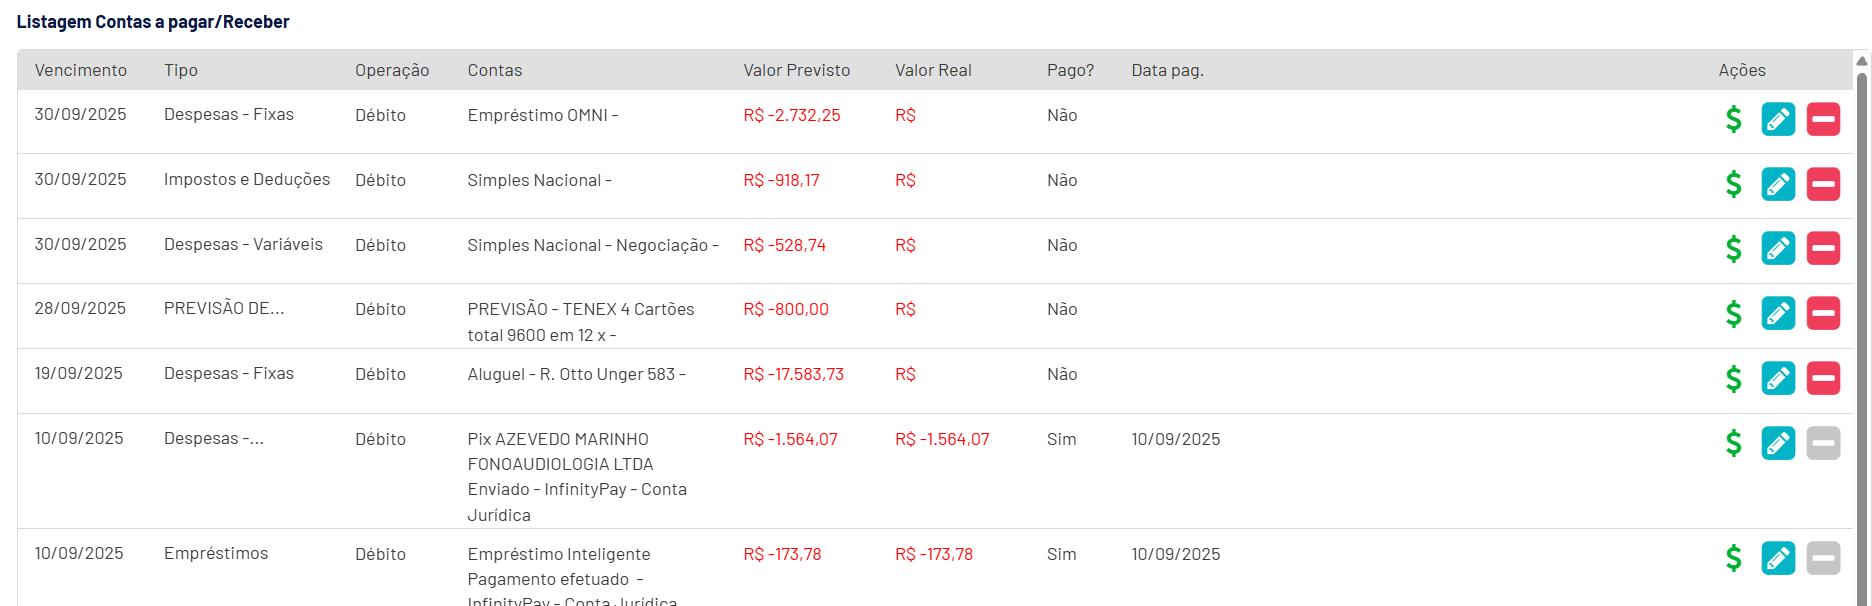 Listagem Contas a pagar/Receber
Vencimento Tipo Operação Contas Valor Previsto Valor Real Pago? Data pag. Ações
30/09/2025 Despesas - Fixas Débito Empréstimo OMNI - R$ -2.732,25 R$ Não
30/09/2025 Impostos e Deduções Débito Simples Nacional - R$ -918,17 R$ Não
30/09/2025 Despesas - Variáveis Débito Simples Nacional - Negociação - R$ -528,74 R$ Não
28/09/2025 PREVISÃO DE... Débito PREVISÃO - TENEX 4 Cartões R$ -800,00 R$ Não
total 9600 em 12 x -
19/09/2025 Despesas - Fixas Débito Aluguel - R. Otto Unger 583 - R$ -17.583,73 R$ Não
10/09/2025 Despesas -... Débito Pix AZEVEDO MARINHO R$ -1.564,07 R$ -1.564,07 Sim 10/09/2025
FONOAUDIOLOGIA LTDA
Enviado - InfinityPay - Conta
Jurídica
10/09/2025 Empréstimos Débito Empréstimo Inteligente R$ -173,78 R$ -173,78 Sim 10/09/2025
Pagamento efetuado -
InfinityPay - Conta Jurídica